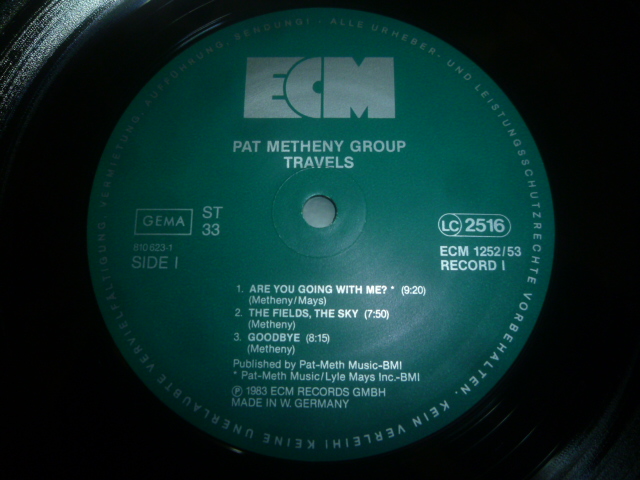 ALLE URHEBER- UND LEISTUNGSSCHUTZRECHTE VORBEHALTEN. KEIN VERLEIH! KEINE UNERLAUBTE VERVIELFÄLTIGUNG, VERMIETUNG, AUFFÜHRUNG, SENDUNG!
ECM
PAT METHENY GROUP
TRAVELS
GEMA
ST
33
LC 2516
810 623-1
SIDE I
ECM 1252/53
RECORD I
1. ARE YOU GOING WITH ME? * (9:20)
(Metheny/Mays)
2. THE FIELDS, THE SKY (7:50)
(Metheny)
3. GOODBYE (8:15)
(Metheny)
Published by Pat-Meth Music-BMI
* Pat-Meth Music/Lyle Mays Inc.-BMI
Ⓟ 1983 ECM RECORDS GMBH
MADE IN W. GERMANY